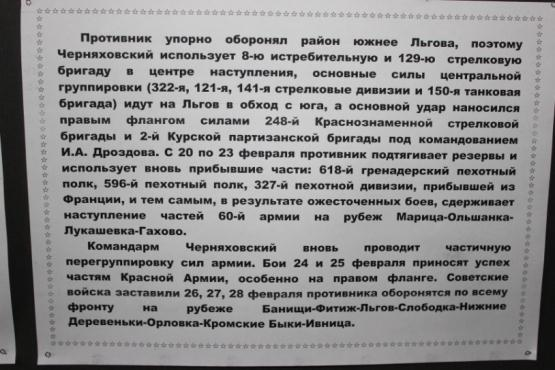 Противник упорно оборонял район южнее Льгова, поэтому
Черняховский использует 8-ю истребительную и 129-ю стрелковую
бригаду в центре наступления, основные силы центральной
группировки (322-я, 121-я, 141-я стрелковые дивизии и 150-я танковая
бригада) идут на Льгов в обход с юга, а основной удар наносился
правым флангом силами 248-й Краснознаменной стрелковой
бригады и 2-й Курской партизанской бригады под командованием
И.А. Дроздова. С 20 по 23 февраля противник подтягивает резервы и
использует вновь прибывшие части: 618-й гренадерский пехотный
полк, 596-й пехотный полк, 327-й пехотной дивизии, прибывшей из
Франции, и тем самым, в результате ожесточенных боев, сдерживает
наступление частей 60-й армии на рубеж Марица-Ольшанка-
Лукашевка-Гахово.
Командарм Черняховский вновь проводит частичную
перегруппировку сил армии. Бои 24 и 25 февраля приносят успех
частям Красной Армии, особенно на правом фланге. Советские
войска заставили 26, 27, 28 февраля противника обороняться по всему
фронту на рубеже Банищи-Фитиж-Льгов-Слободка-Нижние
Деревеньки-Орловка-Кромские Быки-Ивница.